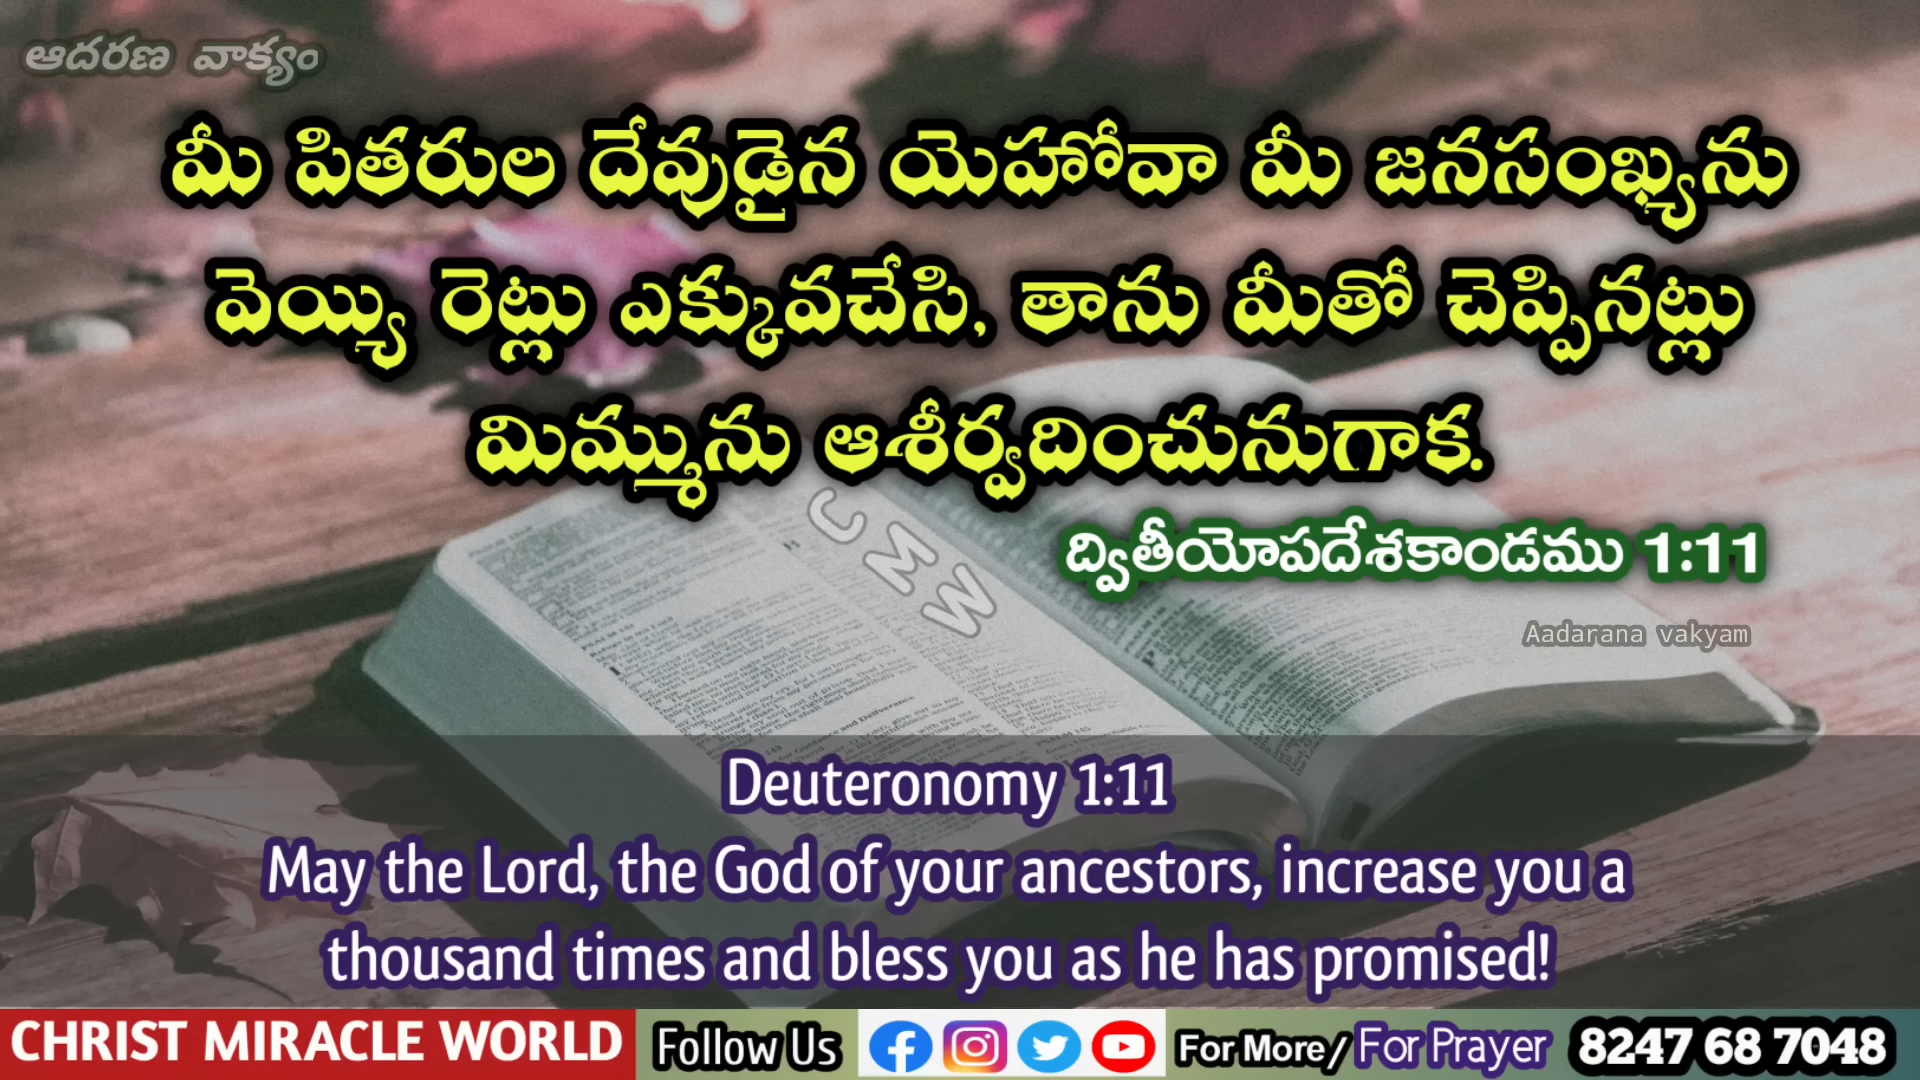 ఆదరణ వాక్యం
మీ పితరుల దేవుడైన యెహోవా మీ జనసంఖ్యను
వెయ్యి రెట్లు ఎక్కువచేసి, తాను మీతో చెప్పినట్లు
మిమ్మును ఆశీర్వదించునుగాక.
CMW
ద్వితీయోపదేశకాండము 1:11
Aadarana vakyam
Deuteronomy 1:11
May the Lord, the God of your ancestors, increase you a
thousand times and bless you as he has promised!
CHRIST MIRACLE WORLD Follow Us For More/ For Prayer 8247 68 7048